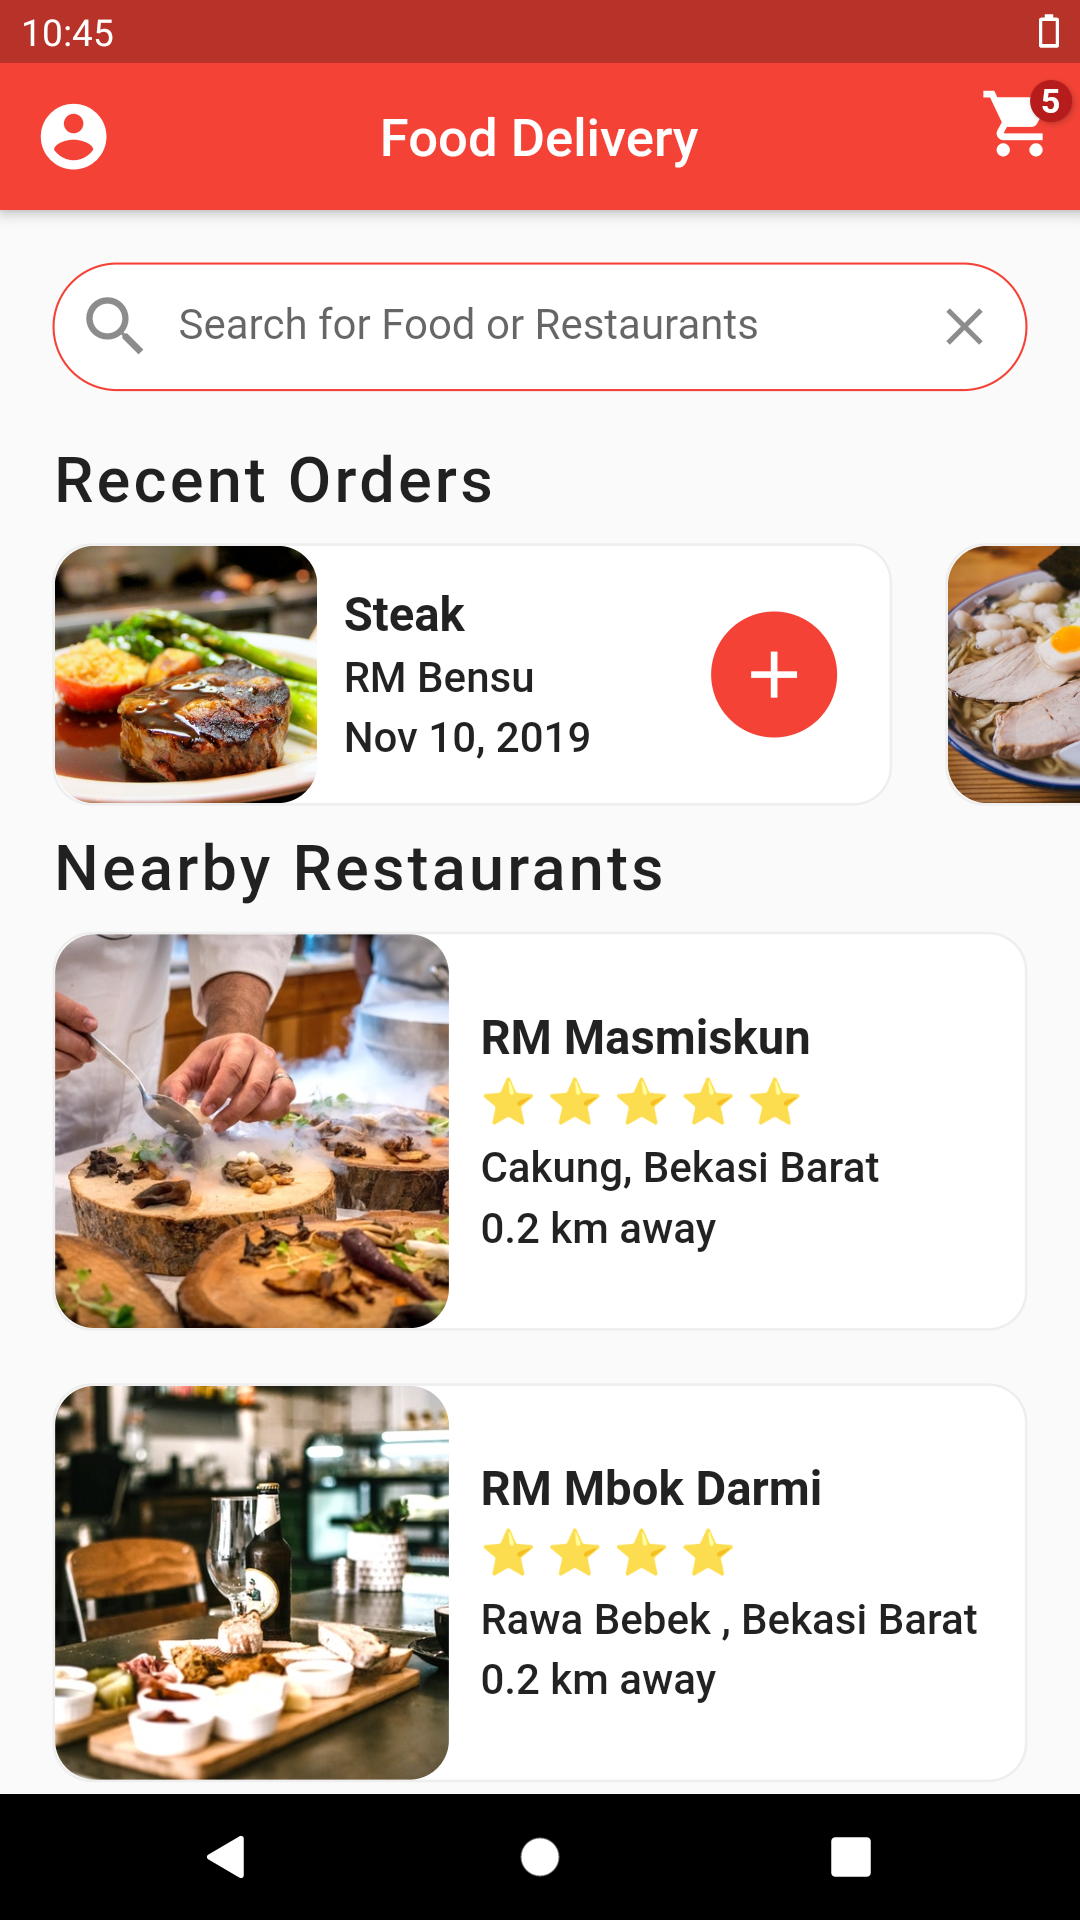 10:45
Food Delivery
5
Search for Food or Restaurants
Recent Orders
Steak
RM Bensu
Nov 10, 2019
Nearby Restaurants
RM Masmiskun
Cakung, Bekasi Barat
0.2 km away
RM Mbok Darmi
Rawa Bebek , Bekasi Barat
0.2 km away